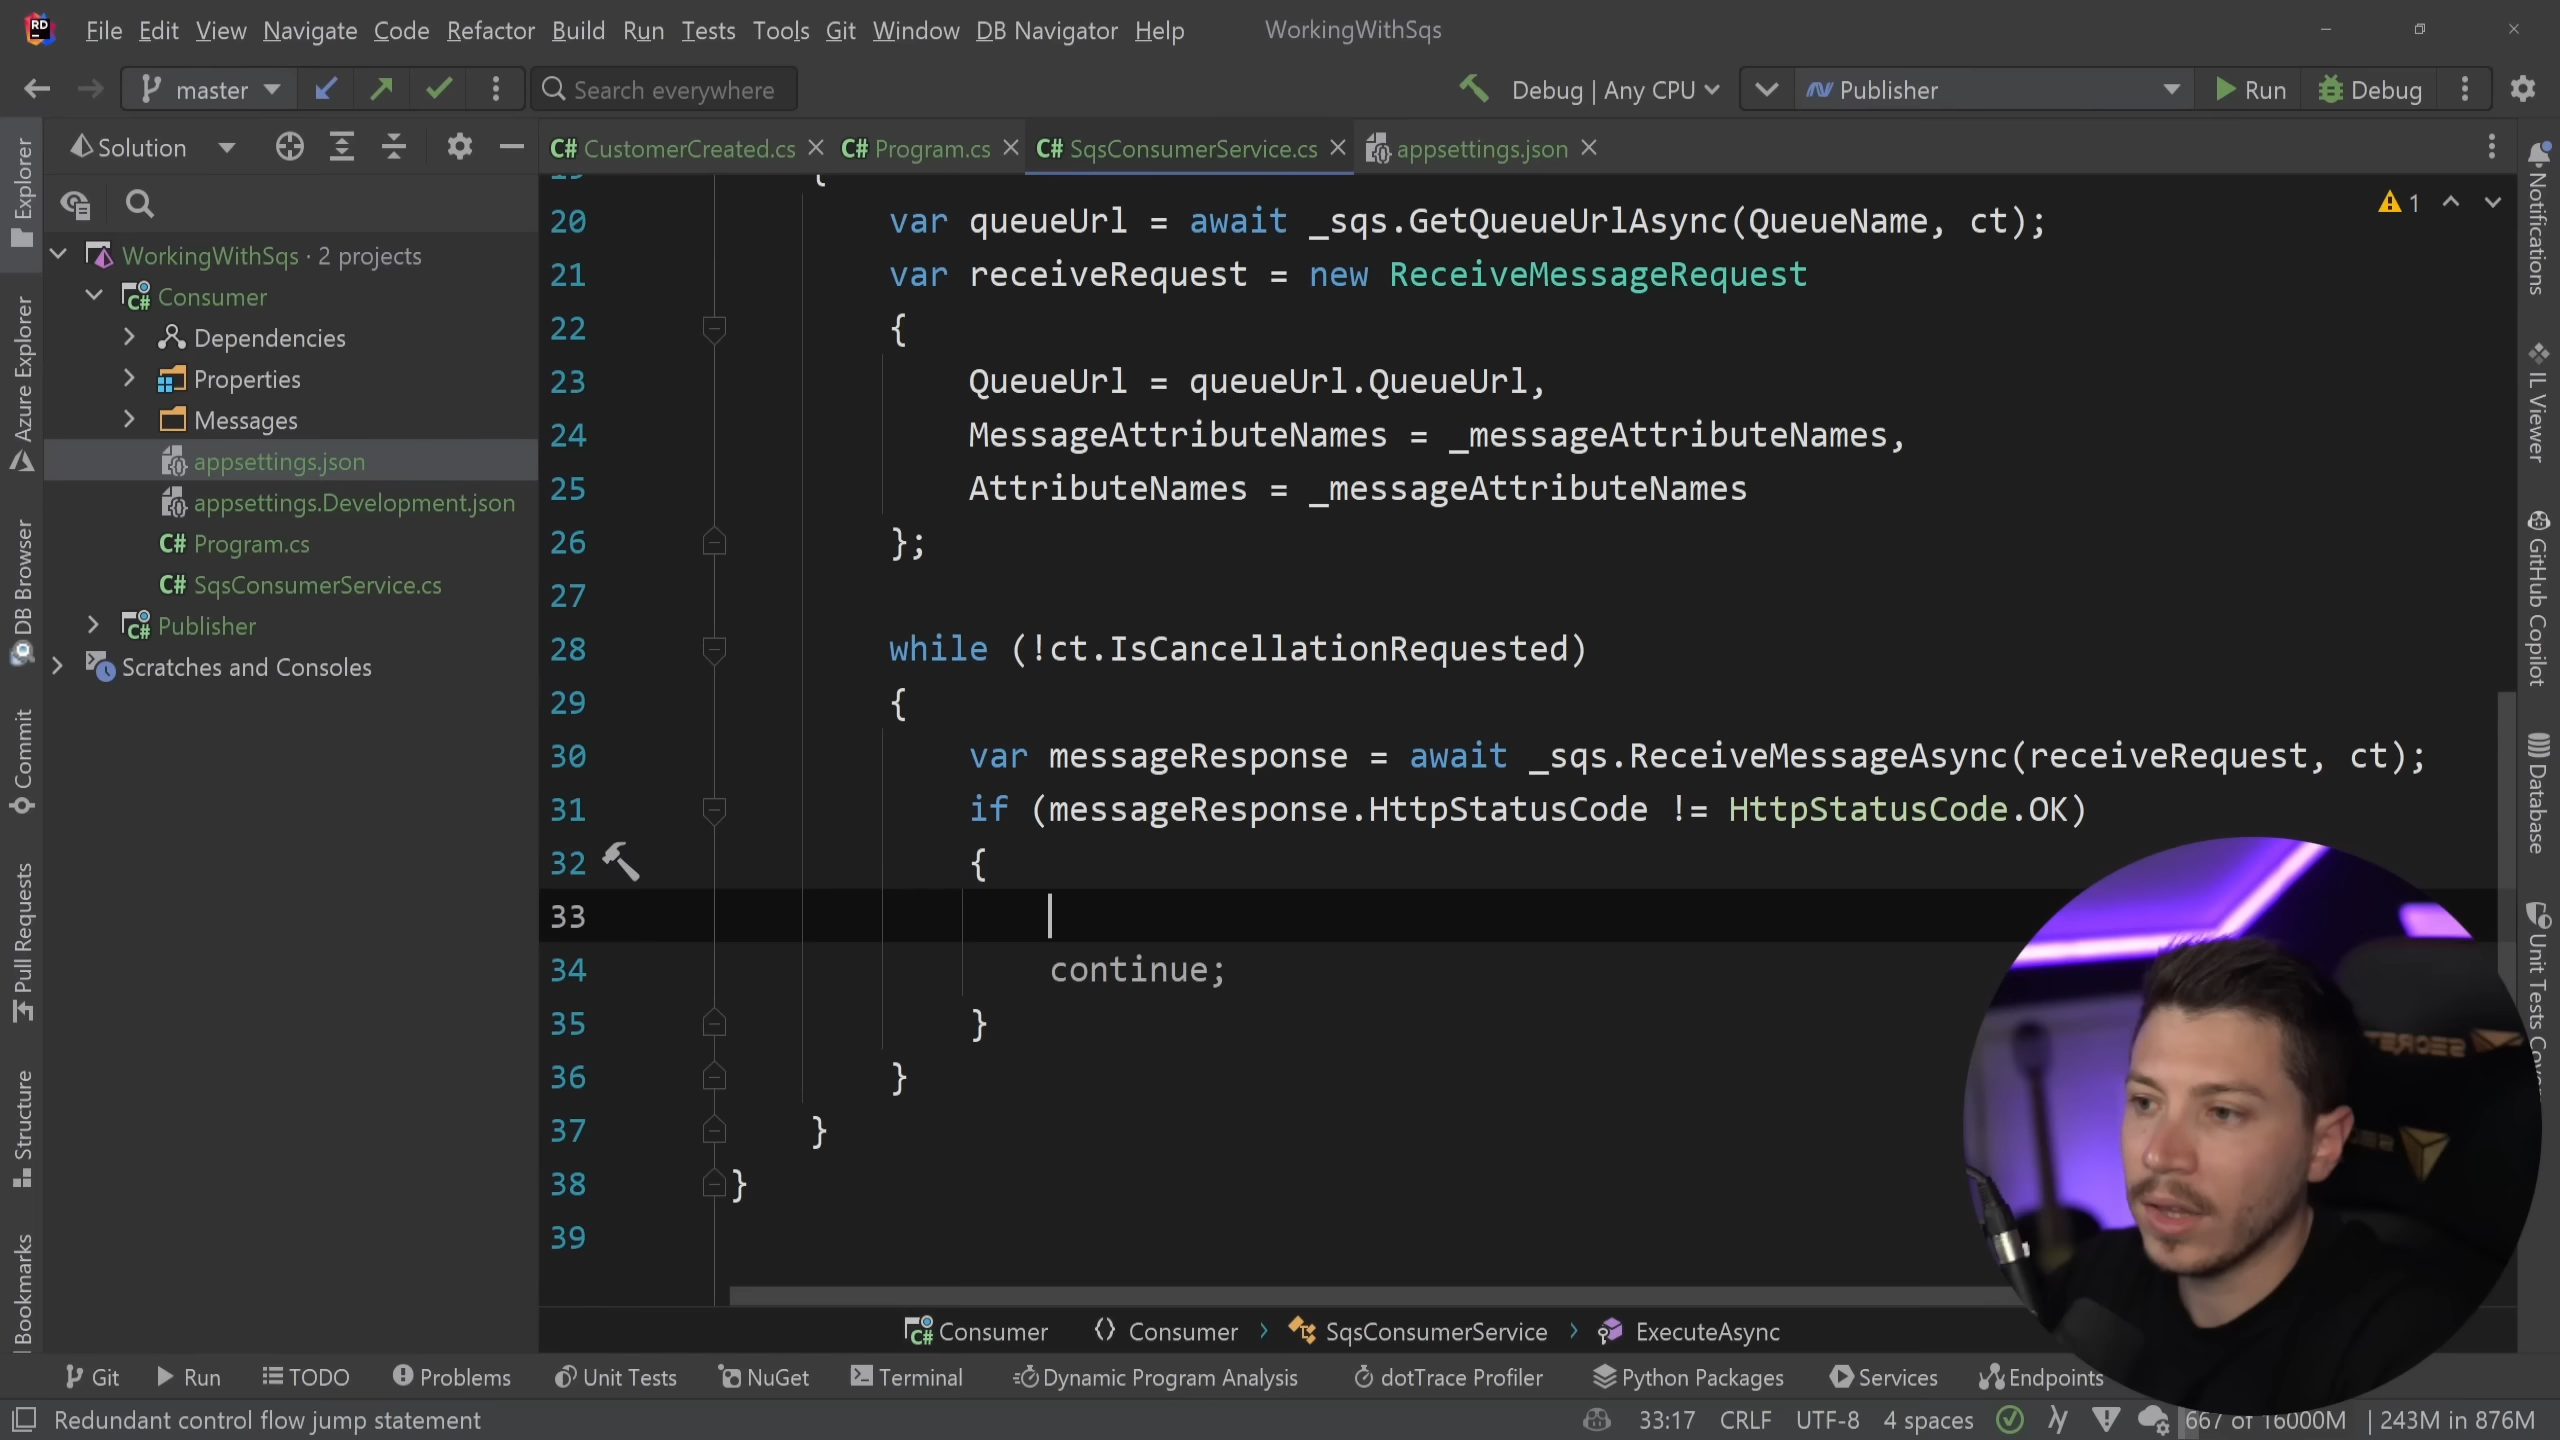 RD File Edit View Navigate Code Refactor Build Run Tests Tools Git Window DB Navigator Help WorkingWithSqs
master Search everywhere Debug | Any CPU Publisher Run Debug
Solution
C# CustomerCreated.cs C# Program.cs C# SqsConsumerService.cs appsettings.json
WorkingWithSqs · 2 projects
Consumer
Dependencies
Properties
Messages
appsettings.json
appsettings.Development.json
C# Program.cs
C# SqsConsumerService.cs
Publisher
Scratches and Consoles
Explorer
Azure Explorer
DB Browser
Commit
Pull Requests
Structure
Bookmarks
20 var queueUrl = await _sqs.GetQueueUrlAsync(QueueName, ct);
21 var receiveRequest = new ReceiveMessageRequest
22 {
23 QueueUrl = queueUrl.QueueUrl,
24 MessageAttributeNames = _messageAttributeNames,
25 AttributeNames = _messageAttributeNames
26 };
27
28 while (!ct.IsCancellationRequested)
29 {
30 var messageResponse = await _sqs.ReceiveMessageAsync(receiveRequest, ct);
31 if (messageResponse.HttpStatusCode != HttpStatusCode.OK)
32 {
33
34 continue;
35 }
36 }
37 }
38 }
39
1
Notifications
IL Viewer
GitHub Copilot
Database
Unit Tests
Consumer Consumer SqsConsumerService ExecuteAsync
Git Run TODO Problems Unit Tests NuGet Terminal Dynamic Program Analysis dotTrace Profiler Python Packages Services Endpoints
Redundant control flow jump statement 33:17 CRLF UTF-8 4 spaces 667 of 16000M | 243M in 876M